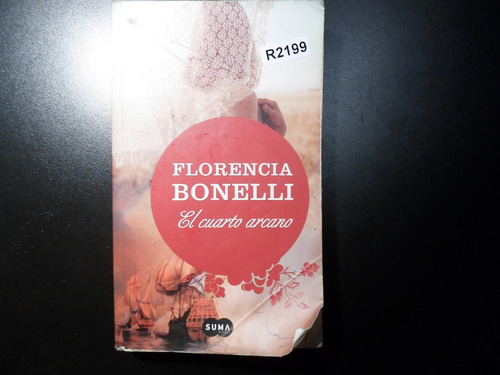 R2199
FLORENCIA
BONELLI
El cuarto arcano
SUMA